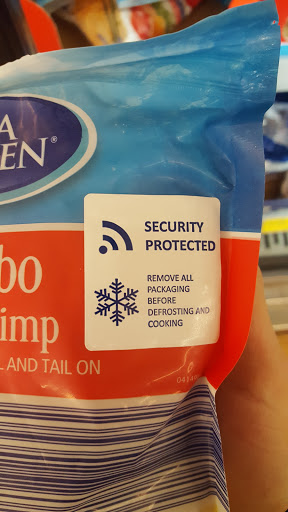 A
EN®
SECURITY
PROTECTED
REMOVE ALL
PACKAGING
BEFORE
DEFROSTING AND
COOKING
bo
imp
L AND TAIL ON